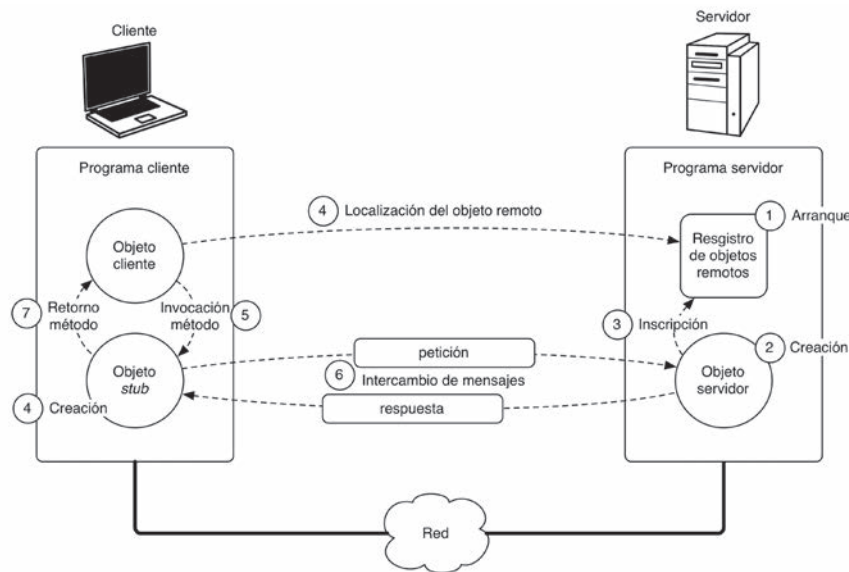 Cliente
Servidor
Programa cliente
Programa servidor
4 Localización del objeto remoto
1 Arranque
Objeto
cliente
Resgistro
de objetos
remotos
7 Retorno
método
Invocación
método 5
3 Inscripción
2 Creación
petición
Objeto
stub
6 Intercambio de mensajes
Objeto
servidor
4 Creación
respuesta
Red